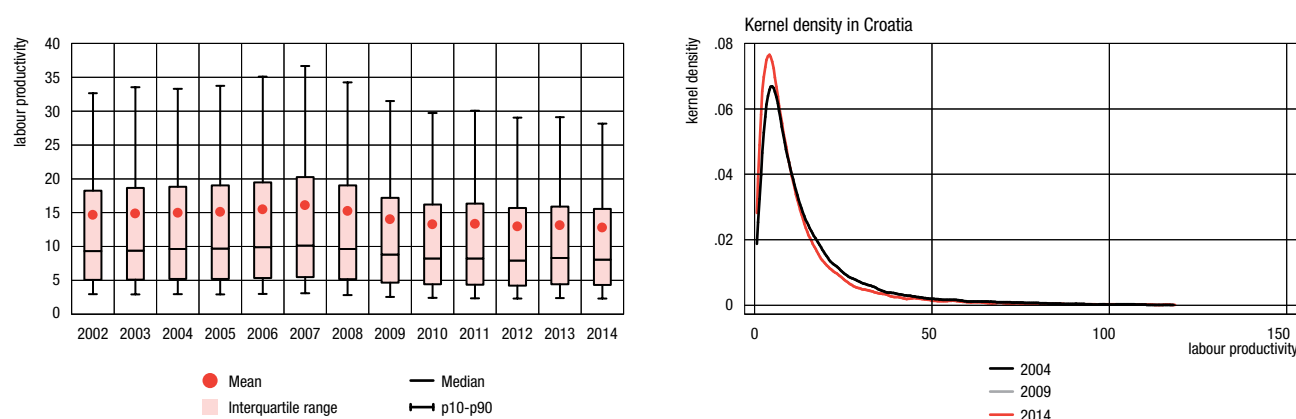 labour productivity
40
35
30
25
20
15
10
5
0
2002 2003 2004 2005 2006 2007 2008 2009 2010 2011 2012 2013 2014
Mean
Median
Interquartile range
p10-p90
Kernel density in Croatia
kernel densitiy
.08
.06
.04
.02
0
0 50 100 150
labour productivity
2004
2009
2014